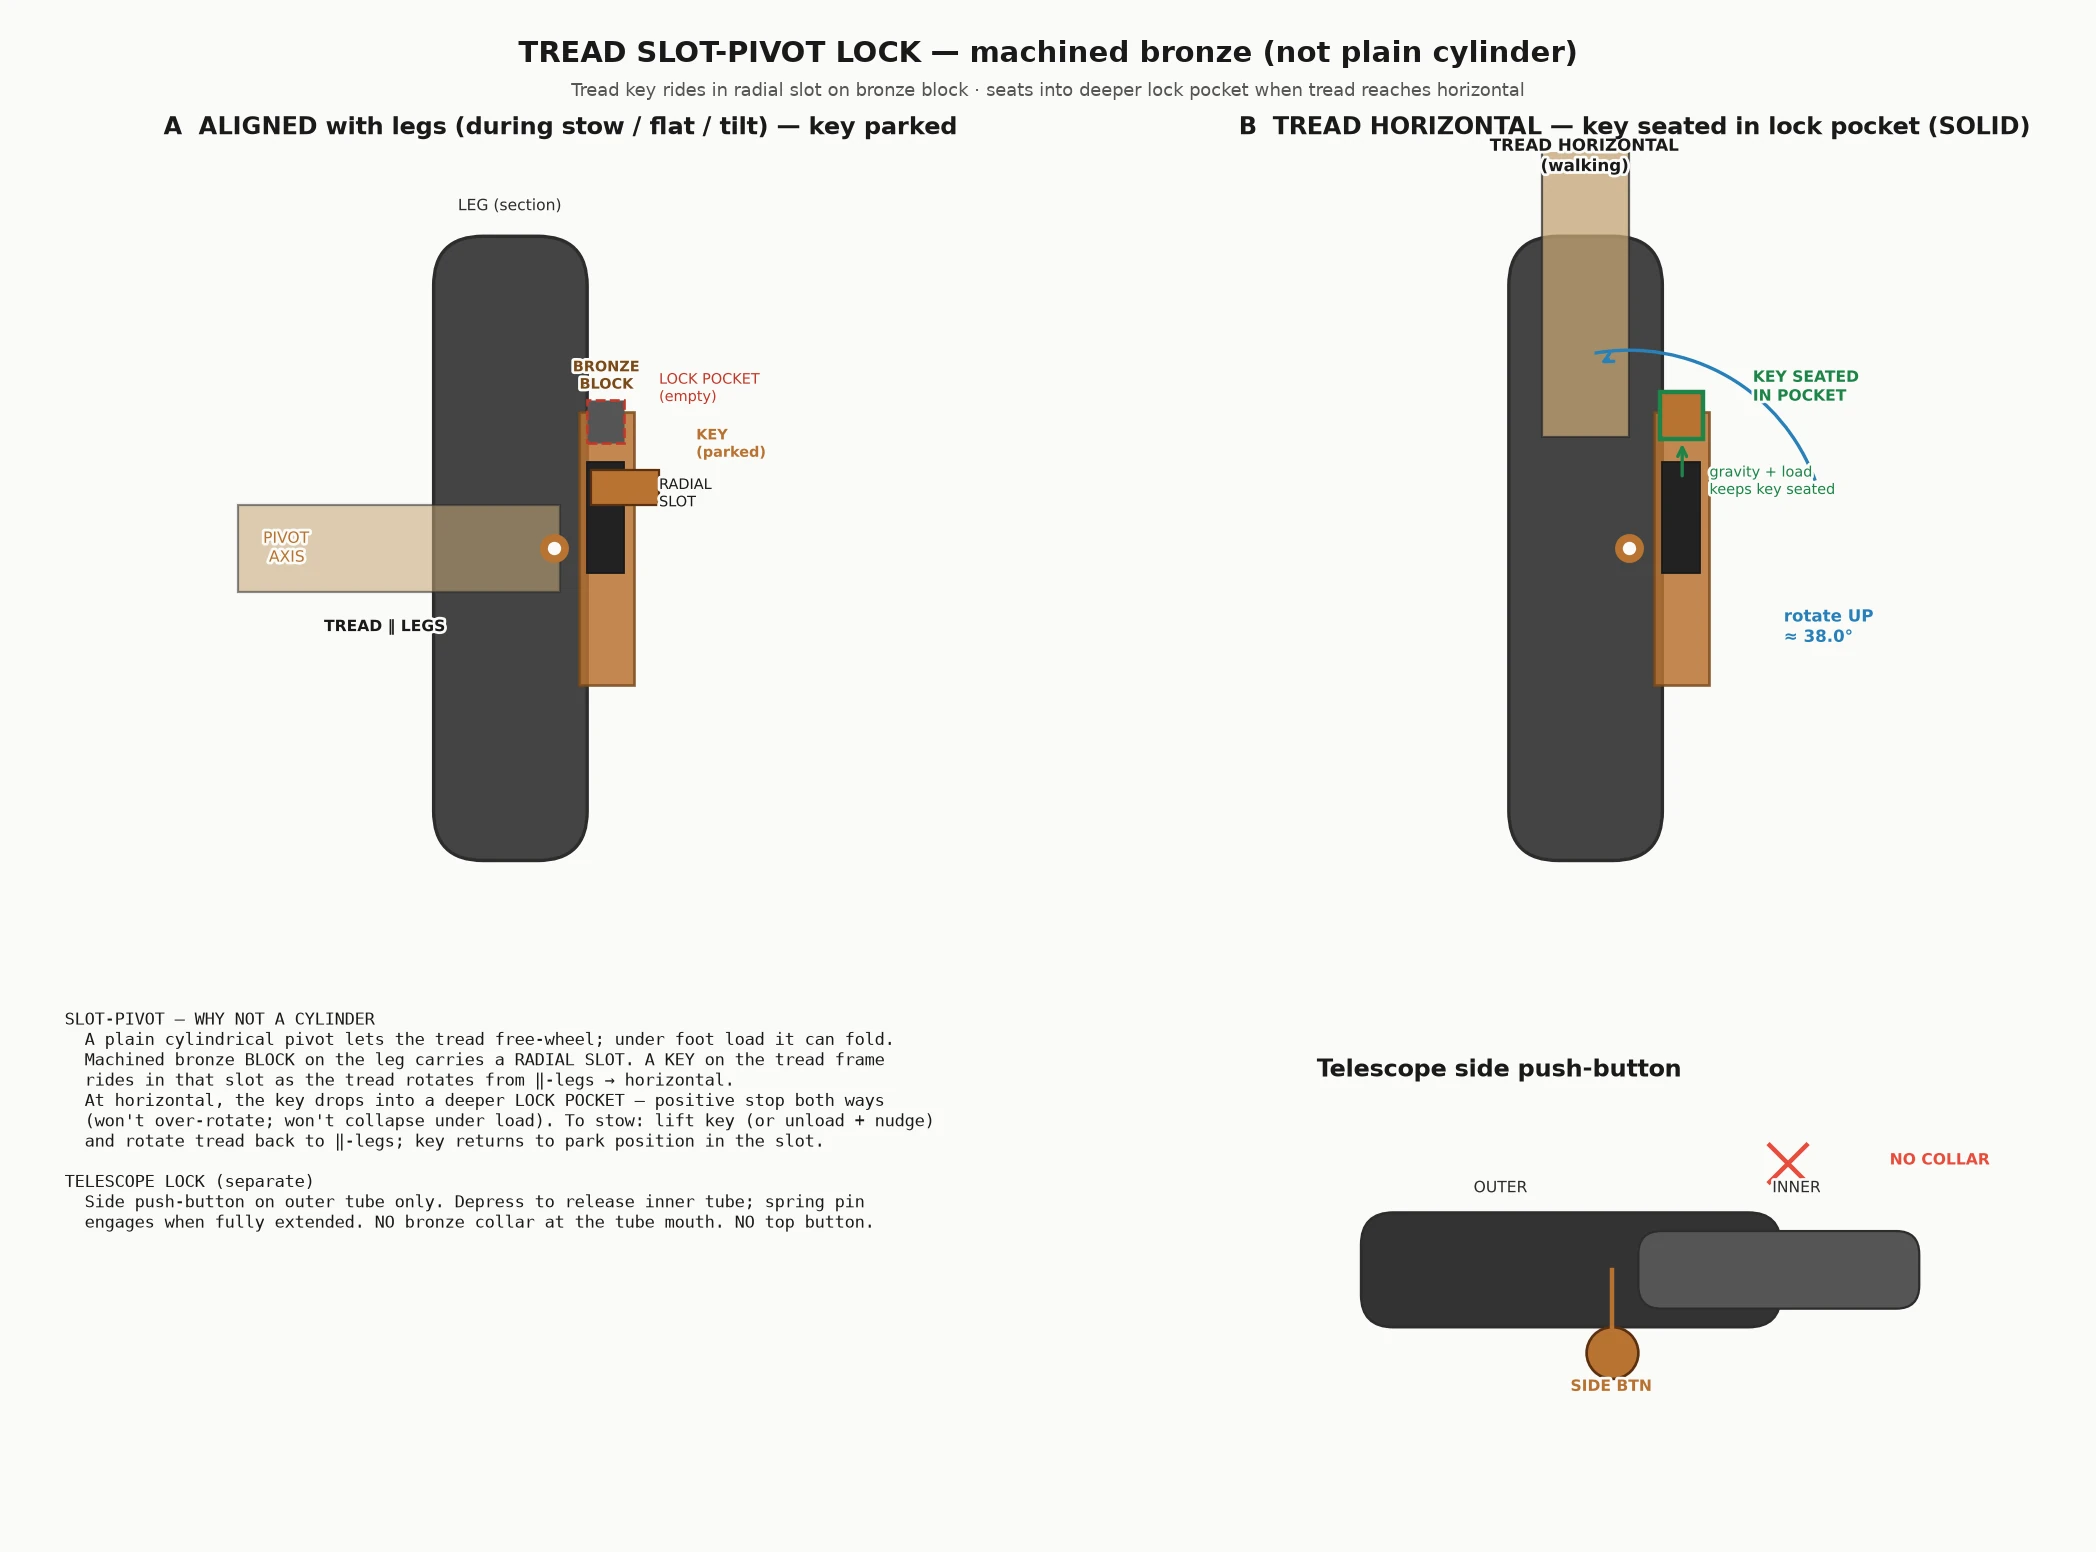 TREAD SLOT-PIVOT LOCK — machined bronze (not plain cylinder)
Tread key rides in radial slot on bronze block · seats into deeper lock pocket when tread reaches horizontal
A  ALIGNED with legs (during stow / flat / tilt) — key parked
LEG (section)
BRONZE
BLOCK
LOCK POCKET
(empty)
KEY
(parked)
RADIAL
SLOT
PIVOT
AXIS
TREAD ∥ LEGS
B  TREAD HORIZONTAL — key seated in lock pocket (SOLID)
TREAD HORIZONTAL
(walking)
KEY SEATED
IN POCKET
gravity + load
keeps key seated
rotate UP
≈ 38.0°
SLOT-PIVOT — WHY NOT A CYLINDER
A plain cylindrical pivot lets the tread free-wheel; under foot load it can fold.
Machined bronze BLOCK on the leg carries a RADIAL SLOT. A KEY on the tread frame
rides in that slot as the tread rotates from ∥-legs → horizontal.
At horizontal, the key drops into a deeper LOCK POCKET — positive stop both ways
(won't over-rotate; won't collapse under load). To stow: lift key (or unload + nudge)
and rotate tread back to ∥-legs; key returns to park position in the slot.
TELESCOPE LOCK (separate)
Side push-button on outer tube only. Depress to release inner tube; spring pin
engages when fully extended. NO bronze collar at the tube mouth. NO top button.
Telescope side push-button
NO COLLAR
OUTER
INNER
SIDE BTN